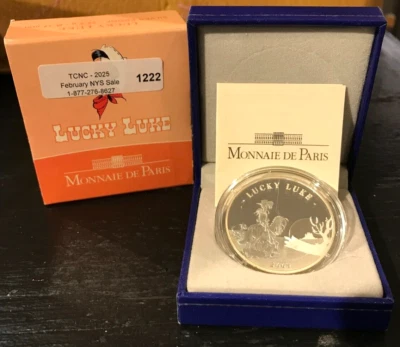 TCNC - 2025
February NYS Sale
1-877-276-8627
1222
LUCKY LUKE
MONNAIE DE PARIS
MONNAIE DE PARIS
· LUCKY LUKE ·